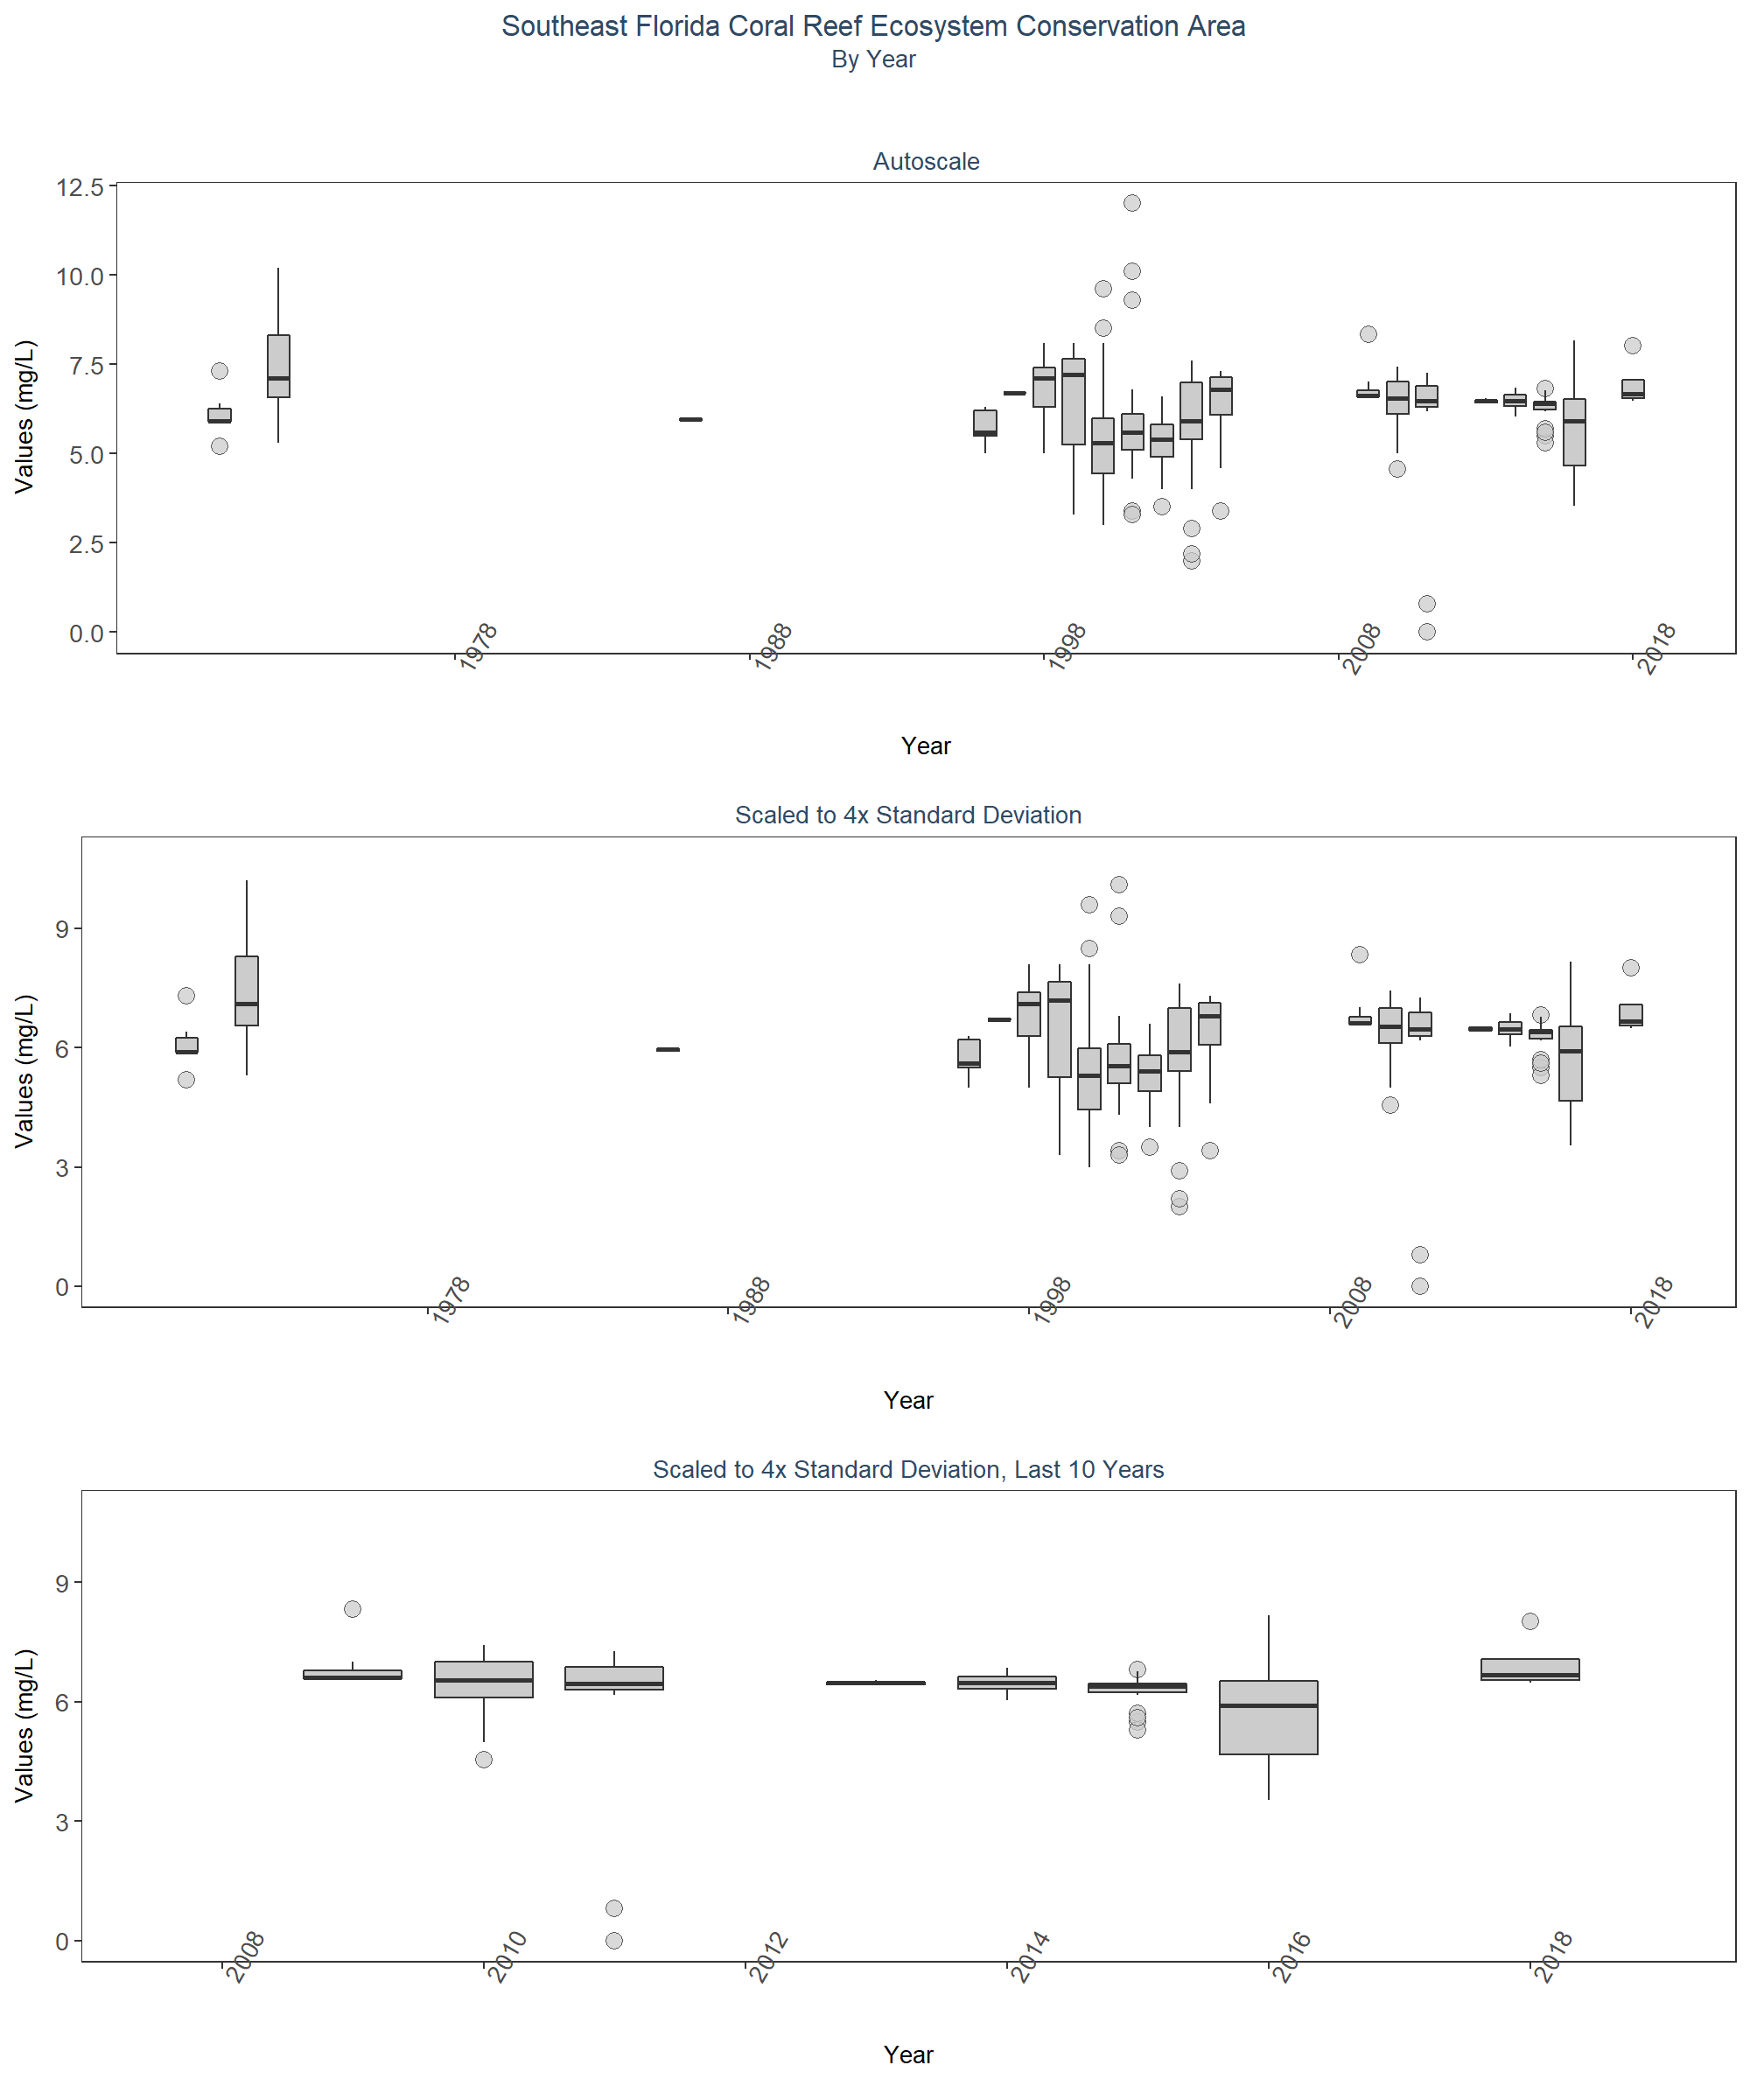 Southeast Florida Coral Reef Ecosystem Conservation Area
By Year
Autoscale
Values (mg/L)
12.5
10.0
7.5
5.0
2.5
0.0
1978
1988
1998
2008
2018
Year
Scaled to 4x Standard Deviation
Values (mg/L)
9
6
3
0
1978
1988
1998
2008
2018
Year
Scaled to 4x Standard Deviation, Last 10 Years
Values (mg/L)
9
6
3
0
2008
2010
2012
2014
2016
2018
Year